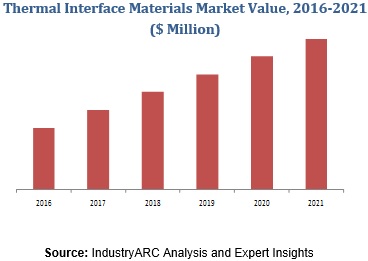 Thermal Interface Materials Market Value, 2016-2021
($ Million)
2016 2017 2018 2019 2020 2021
Source: IndustryARC Analysis and Expert Insights